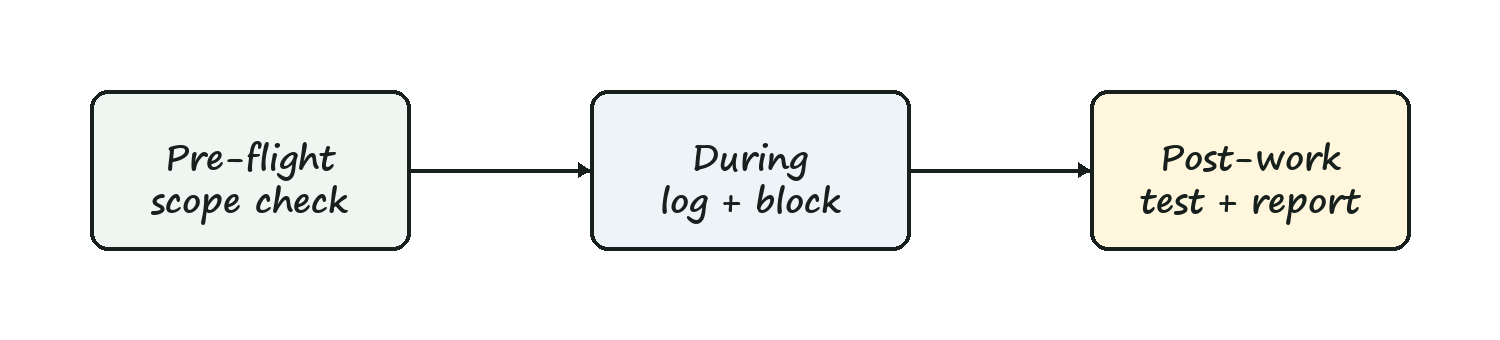 Pre-flight
scope check
During
log + block
Post-work
test + report